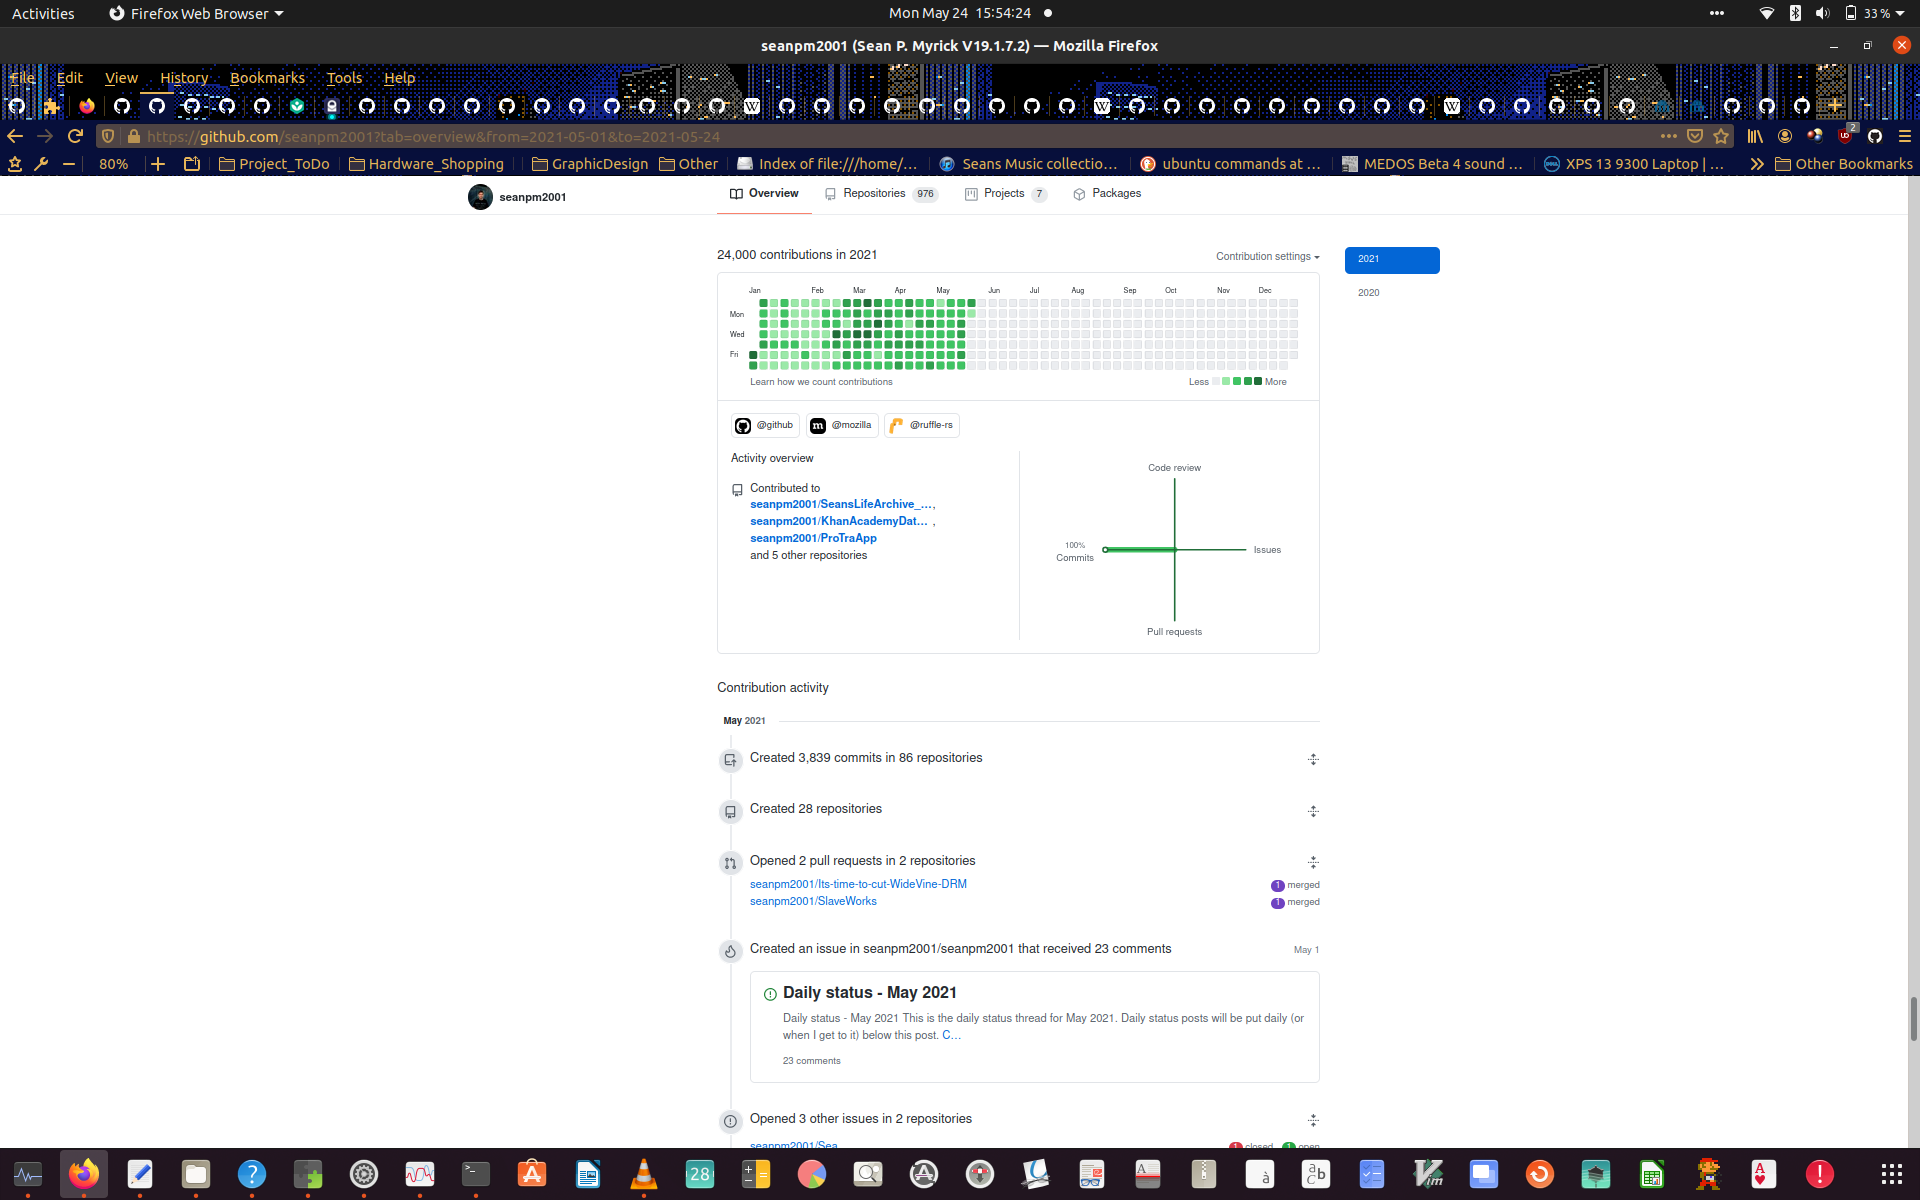 Activities Firefox Web Browser Mon May 24 15:54:24 33 %
seanpm2001 (Sean P. Myrick V19.1.7.2) — Mozilla Firefox
File Edit View History Bookmarks Tools Help
https://github.com/seanpm2001?tab=overview&from=2021-05-01&to=2021-05-24 2
80% Project_ToDo Hardware_Shopping GraphicDesign Other Index of file:///home/... Seans Music collectio... ubuntu commands at ... MEDOS Beta 4 sound ... XPS 13 9300 Laptop | ... Other Bookmarks
seanpm2001 Overview Repositories 976 Projects 7 Packages
24,000 contributions in 2021 Contribution settings 2021
2020
Jan Feb Mar Apr May Jun Jul Aug Sep Oct Nov Dec
Mon
Wed
Fri
Learn how we count contributions Less More
@github @mozilla @ruffle-rs
Activity overview
Contributed to
seanpm2001/SeansLifeArchive_...,
seanpm2001/KhanAcademyDat... ,
seanpm2001/ProTraApp
and 5 other repositories
Code review
100%
Commits
Issues
Pull requests
Contribution activity
May 2021
Created 3,839 commits in 86 repositories
Created 28 repositories
Opened 2 pull requests in 2 repositories
seanpm2001/Its-time-to-cut-WideVine-DRM 1 merged
seanpm2001/SlaveWorks 1 merged
Created an issue in seanpm2001/seanpm2001 that received 23 comments May 1
Daily status - May 2021
Daily status - May 2021 This is the daily status thread for May 2021. Daily status posts will be put daily (or
when I get to it) below this post. C...
23 comments
Opened 3 other issues in 2 repositories
seanpm2001/Sea 1 closed 1 open
28